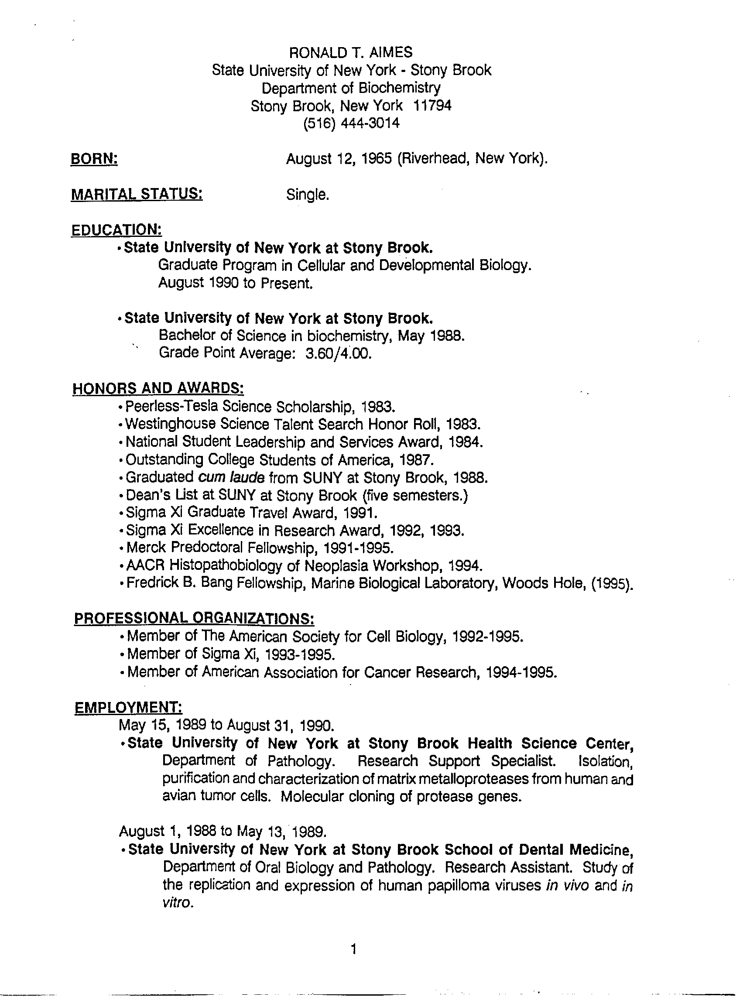 RONALD T. AIMES
State University of New York - Stony Brook
Department of Biochemistry
Stony Brook, New York 11794
(516) 444-3014
BORN: August 12, 1965 (Riverhead, New York).
MARITAL STATUS: Single.
EDUCATION:
• State University of New York at Stony Brook.
Graduate Program in Cellular and Developmental Biology.
August 1990 to Present.
• State University of New York at Stony Brook.
Bachelor of Science in biochemistry, May 1988.
Grade Point Average: 3.60/4.00.
HONORS AND AWARDS:
• Peerless-Tesla Science Scholarship, 1983.
• Westinghouse Science Talent Search Honor Roll, 1983.
• National Student Leadership and Services Award, 1984.
• Outstanding College Students of America, 1987.
• Graduated cum laude from SUNY at Stony Brook, 1988.
• Dean's List at SUNY at Stony Brook (five semesters.)
• Sigma Xi Graduate Travel Award, 1991.
• Sigma Xi Excellence in Research Award, 1992, 1993.
• Merck Predoctoral Fellowship, 1991-1995.
• AACR Histopathobiology of Neoplasia Workshop, 1994.
• Fredrick B. Bang Fellowship, Marine Biological Laboratory, Woods Hole, (1995).
PROFESSIONAL ORGANIZATIONS:
• Member of The American Society for Cell Biology, 1992-1995.
• Member of Sigma Xi, 1993-1995.
• Member of American Association for Cancer Research, 1994-1995.
EMPLOYMENT:
May 15, 1989 to August 31, 1990.
• State University of New York at Stony Brook Health Science Center,
Department of Pathology. Research Support Specialist. Isolation,
purification and characterization of matrix metalloproteases from human and
avian tumor cells. Molecular cloning of protease genes.
August 1, 1988 to May 13, 1989.
• State University of New York at Stony Brook School of Dental Medicine,
Department of Oral Biology and Pathology. Research Assistant. Study of
the replication and expression of human papilloma viruses in vivo and in
vitro.
1